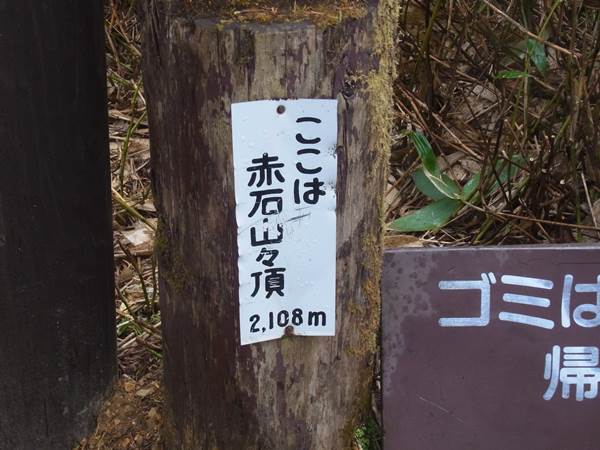 ここは
赤石山々頂
2,108m
ゴミは
帰